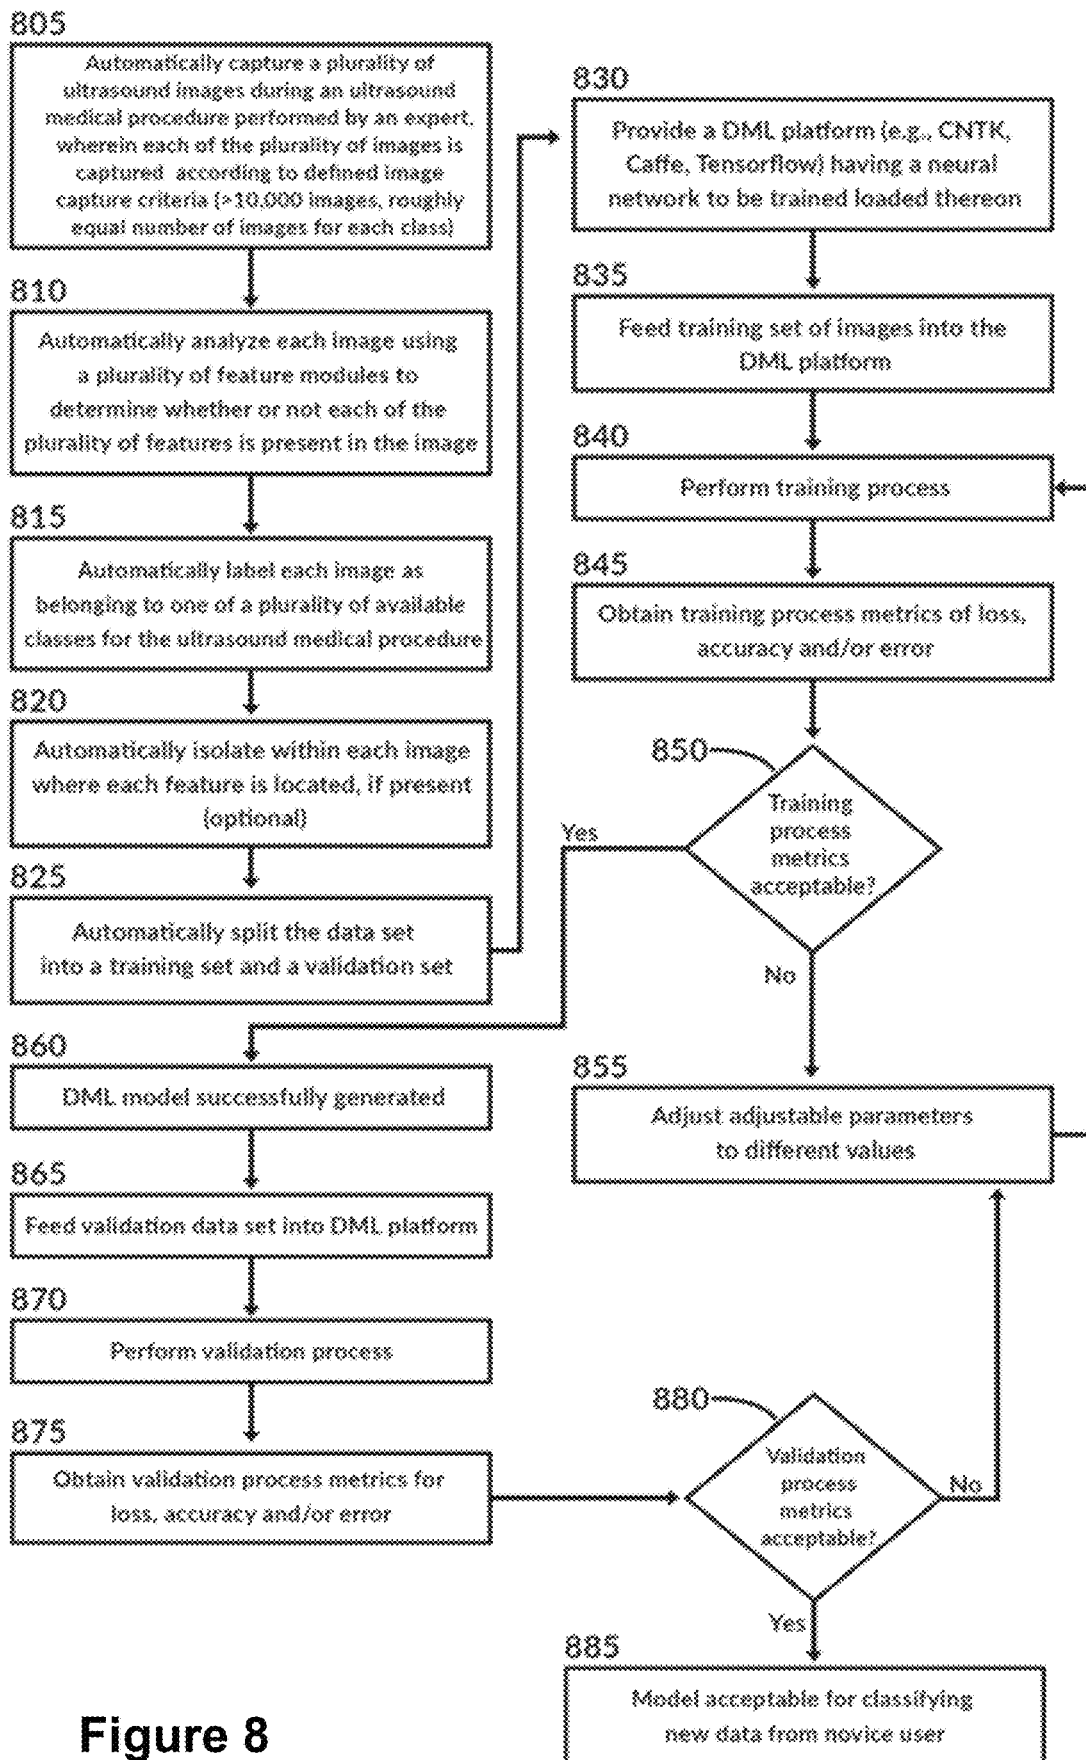 805
Automatically capture a plurality of
ultrasound images during an ultrasound
medical procedure performed by an expert,
wherein each of the plurality of images is
captured according to defined image
capture criteria (>10,000 images, roughly
equal number of images for each class)
810
Automatically analyze each image using
a plurality of feature modules to
determine whether or not each of the
plurality of features is present in the image
815
Automatically label each image as
belonging to one of a plurality of available
classes for the ultrasound medical procedure
820
Automatically isolate within each image
where each feature is located, if present
(optional)
825
Automatically split the data set
into a training set and a validation set
830
Provide a DML platform (e.g., CNTK,
Caffe, Tensorflow) having a neural
network to be trained loaded thereon
835
Feed training set of images into the
DML platform
840
Perform training process
845
Obtain training process metrics of loss,
accuracy and/or error
850
Training
process
metrics
acceptable?
Yes
No
855
Adjust adjustable parameters
to different values
860
DML model successfully generated
865
Feed validation data set into DML platform
870
Perform validation process
875
Obtain validation process metrics for
loss, accuracy and/or error
880
Validation
process
metrics
acceptable?
No
Yes
885
Model acceptable for classifying
new data from novice user
Figure 8